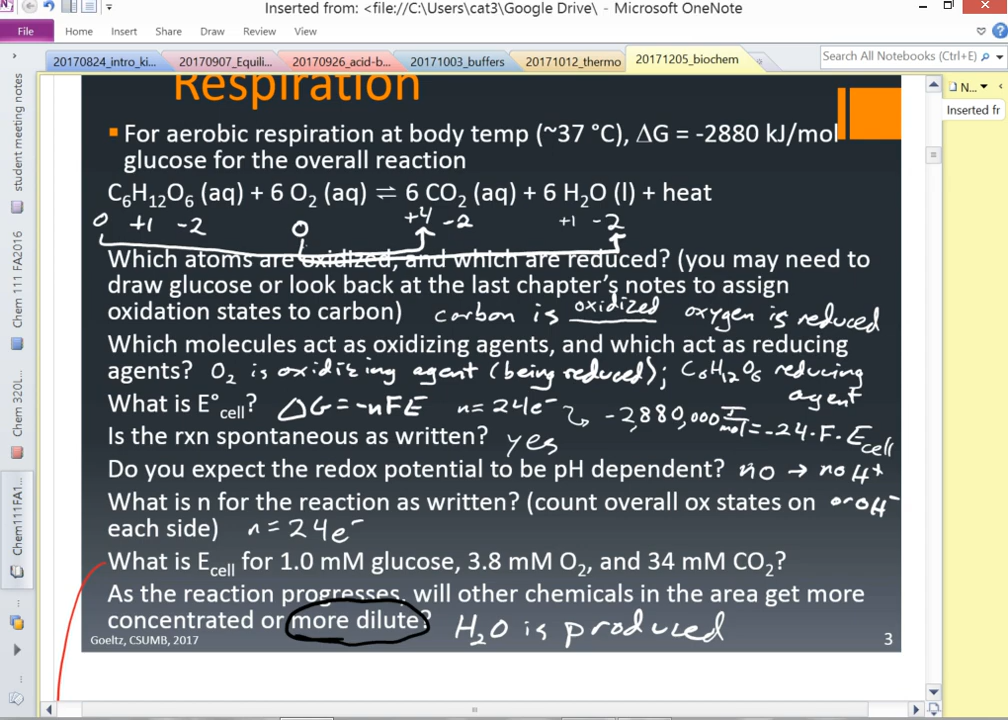 Inserted from: <file://C:\Users\cat3\Google Drive\ - Microsoft OneNote
File Home Insert Share Draw Review View
20170824_intro_ki... 20170907_Equili... 20170926_acid-b... 20171003_buffers 20171012_thermo 20171205_biochem Search All Notebooks (Ctrl+E)
N...
Inserted fr
student meeting notes
Chem 111 FA2016
Chem 320L
Chem111FA1...
Respiration
For aerobic respiration at body temp (~37 °C), ΔG = -2880 kJ/mol
glucose for the overall reaction
C₆H₁₂O₆ (aq) + 6 O₂ (aq) ⇌ 6 CO₂ (aq) + 6 H₂O (l) + heat
0 +1 -2 0 +4 -2 +1 -2
Which atoms are oxidized, and which are reduced? (you may need to
draw glucose or look back at the last chapter's notes to assign
oxidation states to carbon) carbon is oxidized oxygen is reduced
Which molecules act as oxidizing agents, and which act as reducing
agents? O₂ is oxidizing agent (being reduced); C₆H₁₂O₆ reducing
agent
What is E°cell? ΔG = -nFE n = 24e⁻ -2,880,000 J/mol = -24·F·Ecell
Is the rxn spontaneous as written? yes
Do you expect the redox potential to be pH dependent? no → no H⁺
What is n for the reaction as written? (count overall ox states on or OH⁻
each side) n = 24e⁻
What is Ecell for 1.0 mM glucose, 3.8 mM O₂, and 34 mM CO₂?
As the reaction progresses, will other chemicals in the area get more
concentrated or more dilute? H₂O is produced
Goeltz, CSUMB, 2017 3